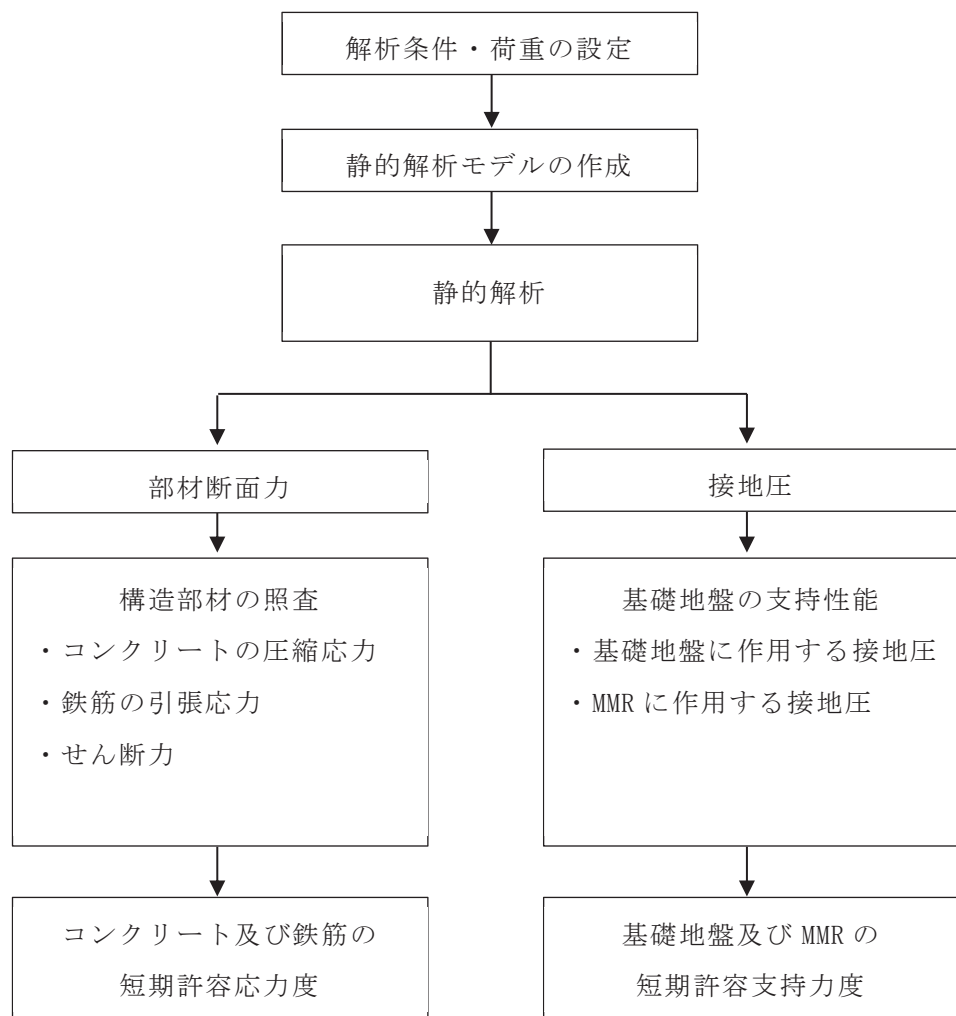 解析条件・荷重の設定
静的解析モデルの作成
静的解析
部材断面力
接地圧
構造部材の照査
・コンクリートの圧縮応力
・鉄筋の引張応力
・せん断力
基礎地盤の支持性能
・基礎地盤に作用する接地圧
・MMR に作用する接地圧
コンクリート及び鉄筋の
短期許容応力度
基礎地盤及び MMR の
短期許容支持力度